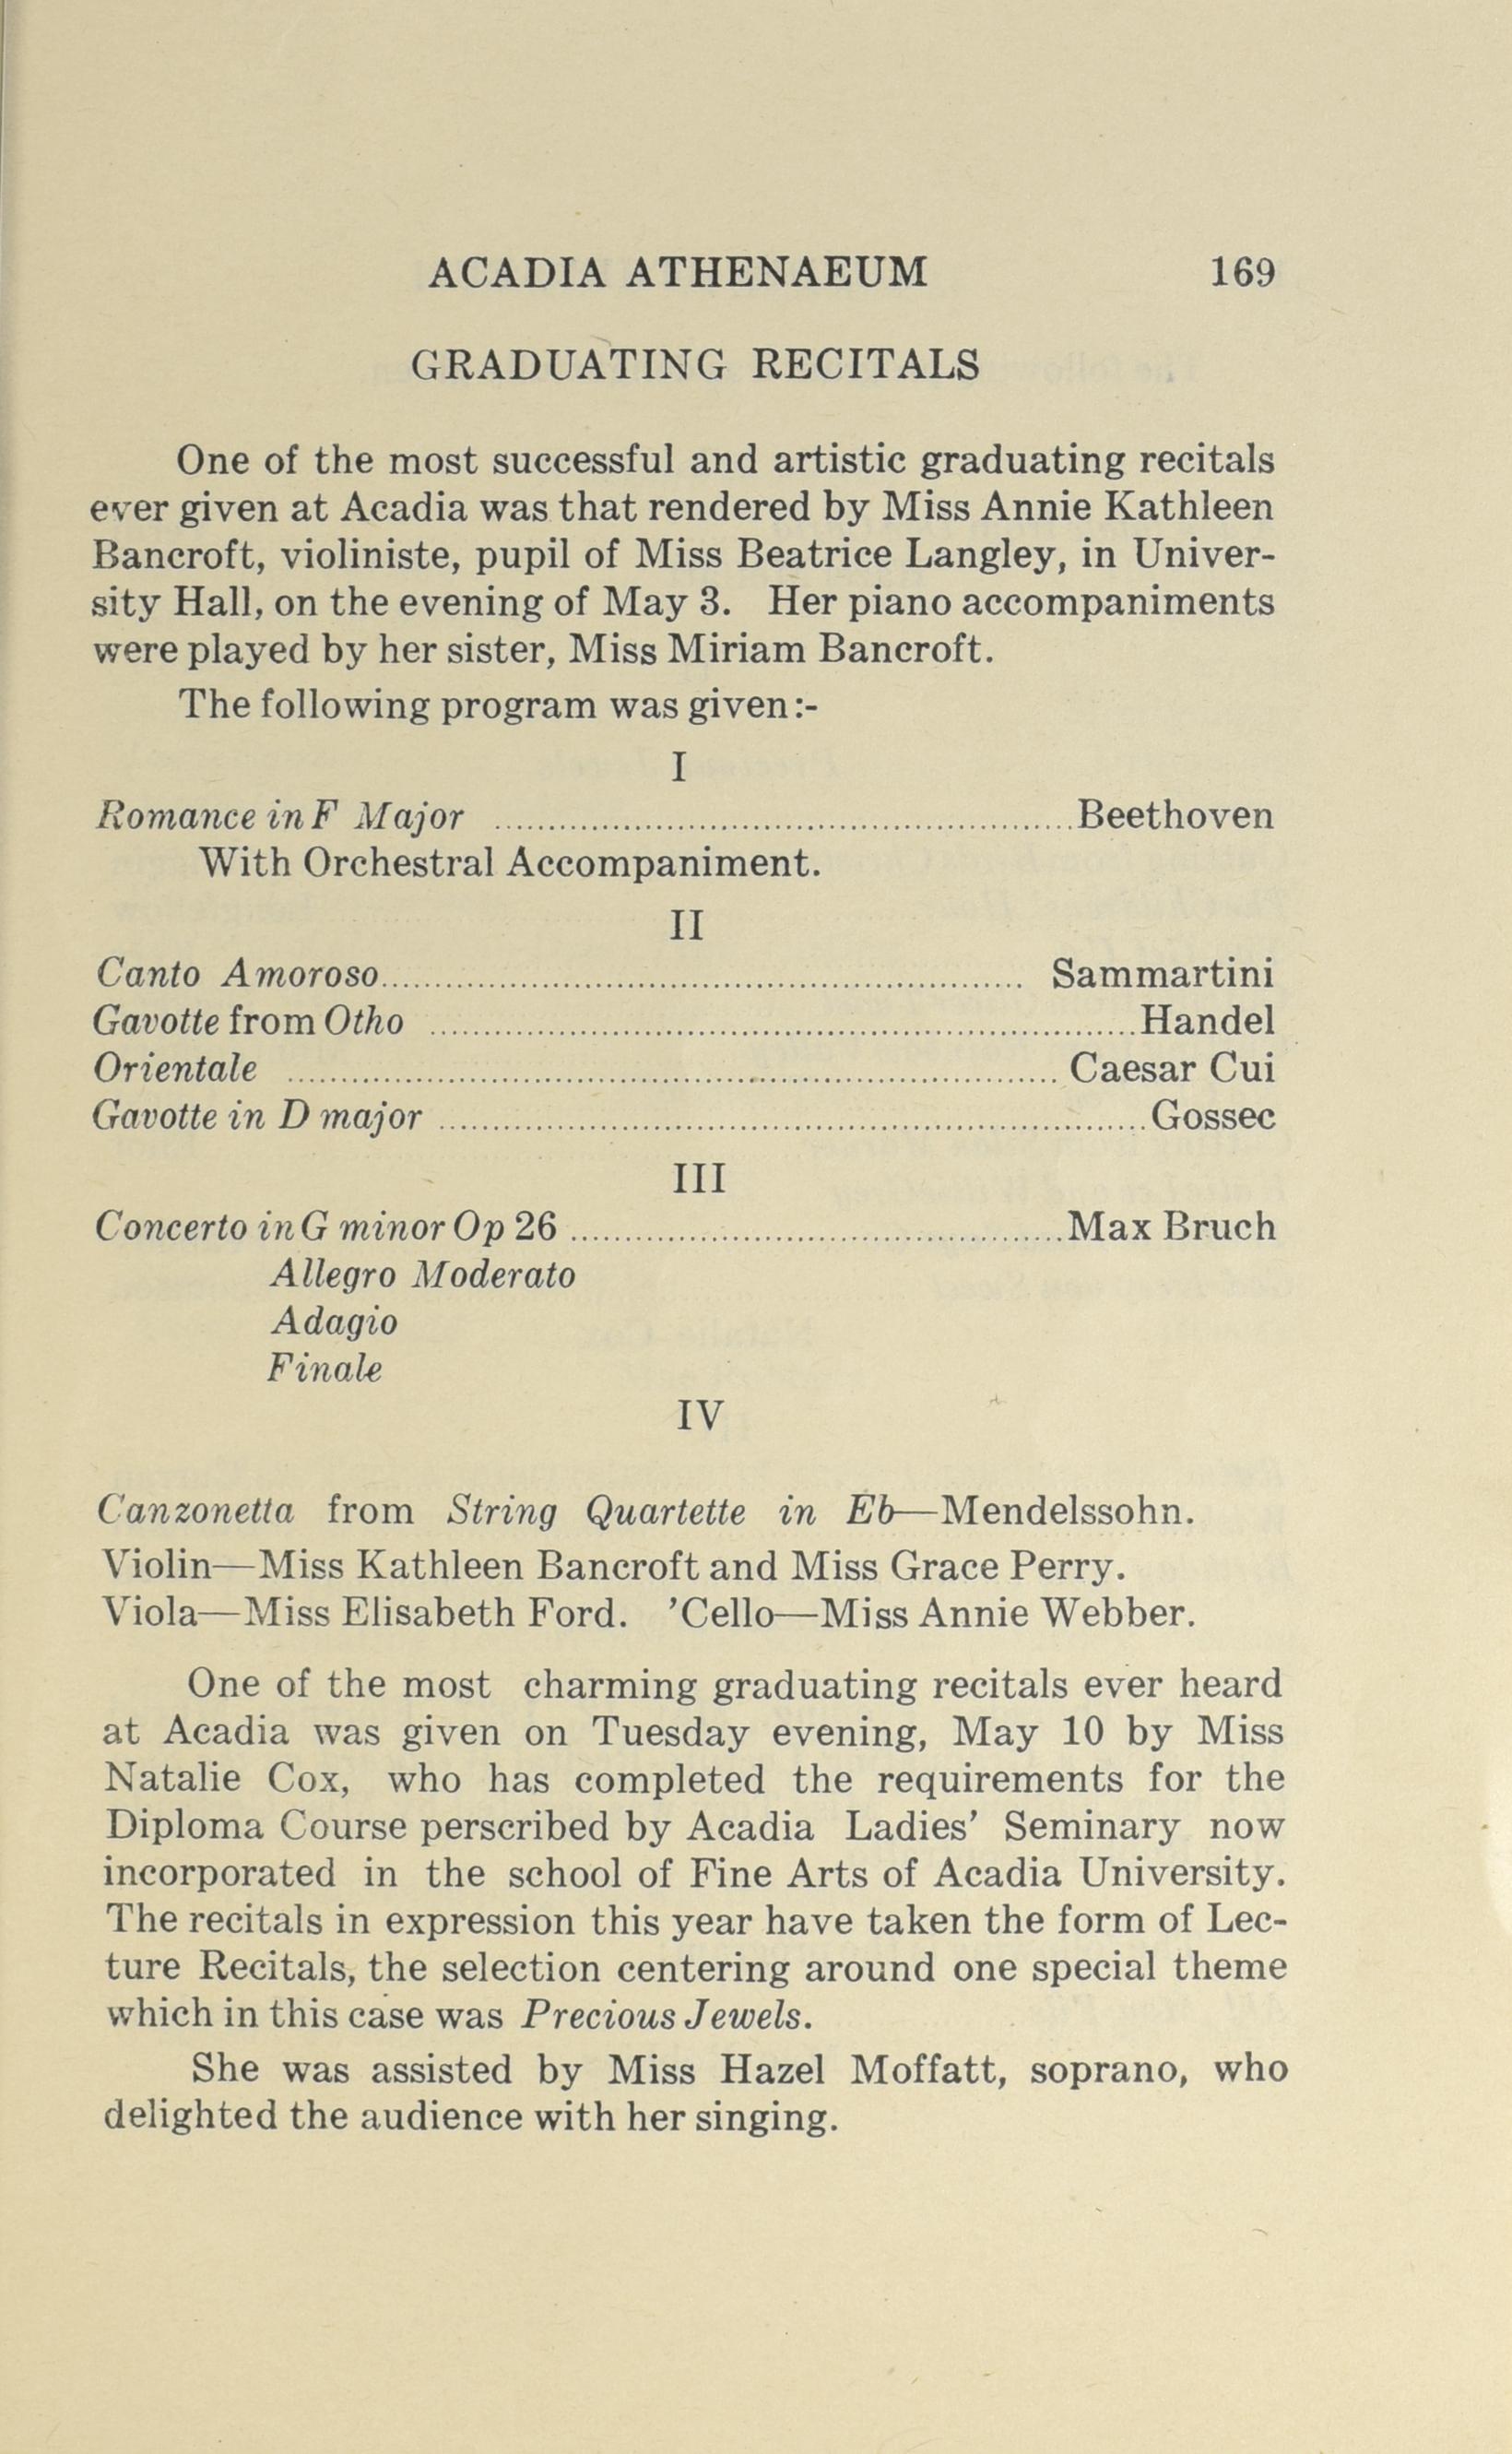 ACADIA ATHENAEUM 169
GRADUATING RECITALS
One of the most successful and artistic graduating recitals
ever given at Acadia was that rendered by Miss Annie Kathleen
Bancroft, violiniste, pupil of Miss Beatrice Langley, in Univer-
sity Hall, on the evening of May 3. Her piano accompaniments
were played by her sister, Miss Miriam Bancroft.
The following program was given:-
I
Romance in F Major ........................................................ Beethoven
With Orchestral Accompaniment.
II
Canto Amoroso ............................................................. Sammartini
Gavotte from Otho .................................................................... Handel
Orientale .......................................................................... Caesar Cui
Gavotte in D major .................................................................... Gossec
III
Concerto in G minor Op 26 ............................................... Max Bruch
Allegro Moderato
Adagio
Finale
IV
Canzonetta from String Quartette in Eb—Mendelssohn.
Violin—Miss Kathleen Bancroft and Miss Grace Perry.
Viola—Miss Elisabeth Ford. 'Cello—Miss Annie Webber.
One of the most charming graduating recitals ever heard
at Acadia was given on Tuesday evening, May 10 by Miss
Natalie Cox, who has completed the requirements for the
Diploma Course perscribed by Acadia Ladies' Seminary now
incorporated in the school of Fine Arts of Acadia University.
The recitals in expression this year have taken the form of Lec-
ture Recitals, the selection centering around one special theme
which in this case was Precious Jewels.
She was assisted by Miss Hazel Moffatt, soprano, who
delighted the audience with her singing.